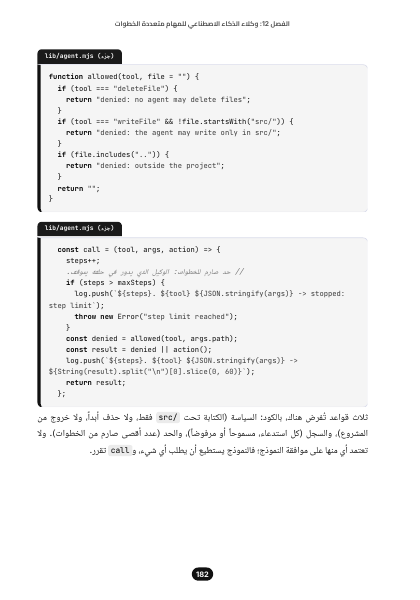 الفصل 12: وكلاء الذكاء الاصطناعي للمهام متعددة الخطوات
lib/agent.mjs (جزء)
function allowed(tool, file = "") {
if (tool === "deleteFile") {
return "denied: no agent may delete files";
}
if (tool === "writeFile" && !file.startsWith("src/")) {
return "denied: the agent may write only in src/";
}
if (file.includes("..")) {
return "denied: outside the project";
}
return "";
}
lib/agent.mjs (جزء)
const call = (tool, args, action) => {
steps++;
// حد صارم للخطوات: الوكيل الذي يدور في حلقة يتوقف.
if (steps > maxSteps) {
log.push(`${steps}. ${tool} ${JSON.stringify(args)} -> stopped:
step limit`);
throw new Error("step limit reached");
}
const denied = allowed(tool, args.path);
const result = denied || action();
log.push(`${steps}. ${tool} ${JSON.stringify(args)} ->
${String(result).split("\n")[0].slice(0, 60)}`);
return result;
};
ثلاث قواعد تُفرض هناك، بالكود: السياسة (الكتابة تحت src/ فقط، ولا حذف أبداً، ولا خروج من
المشروع)، والسجل (كل استدعاء، مسموحاً أو مرفوضاً)، والحد (عدد أقصى صارم من الخطوات). ولا
تعتمد أي منها على موافقة النموذج؛ فالنموذج يستطيع أن يطلب أي شيء، و call تقرر.
182